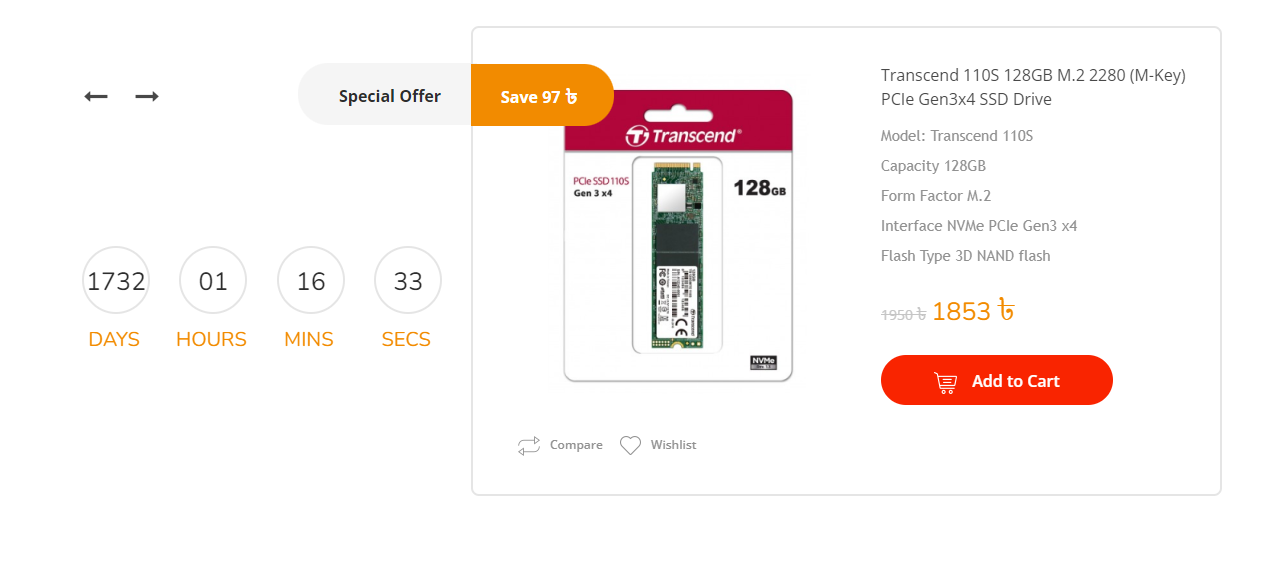 Special Offer
Save 97 ৳
Transcend®
PCIe SSD 110S
Gen 3 x4
128GB
Transcend
NVMe
1732
01
16
33
DAYS
HOURS
MINS
SECS
Transcend 110S 128GB M.2 2280 (M-Key)
PCIe Gen3x4 SSD Drive
Model: Transcend 110S
Capacity 128GB
Form Factor M.2
Interface NVMe PCIe Gen3 x4
Flash Type 3D NAND flash
1950 ৳ 1853 ৳
Add to Cart
Compare
Wishlist